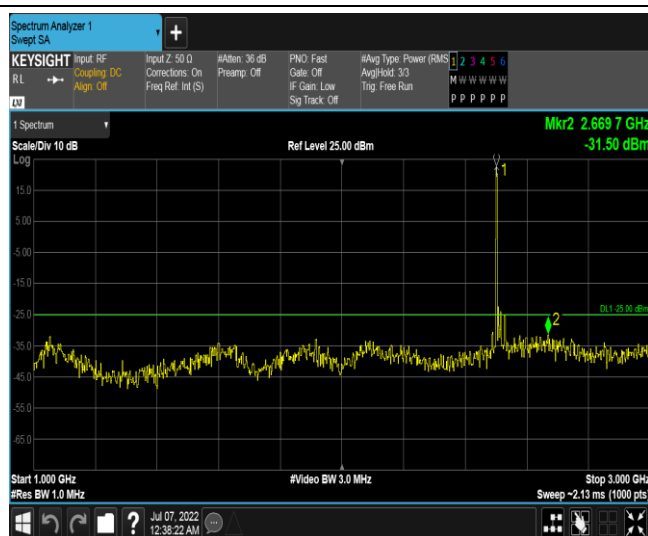 Spectrum Analyzer 1
Swept SA
+
KEYSIGHT
RL
LXI
Input: RF
Coupling: DC
Align: Off
Input Z: 50 Ω
Corrections: On
Freq Ref: Int (S)
#Atten: 36 dB
Preamp: Off
PNO: Fast
Gate: Off
IF Gain: Low
Sig Track: Off
#Avg Type: Power (RMS
Avg|Hold: 3/3
Trig: Free Run
1 2 3 4 5 6
M W W W W W
P P P P P P
1 Spectrum
Scale/Div 10 dB
Ref Level 25.00 dBm
Mkr2 2.669 7 GHz
-31.50 dBm
Log
15.0
5.00
-5.00
-15.0
-25.0
-35.0
-45.0
-55.0
-65.0
1
DL1 -25.00 dBm
2
Start 1.000 GHz
#Res BW 1.0 MHz
#Video BW 3.0 MHz
Stop 3.000 GHz
Sweep ~2.13 ms (1000 pts)
?
Jul 07, 2022
12:38:22 AM